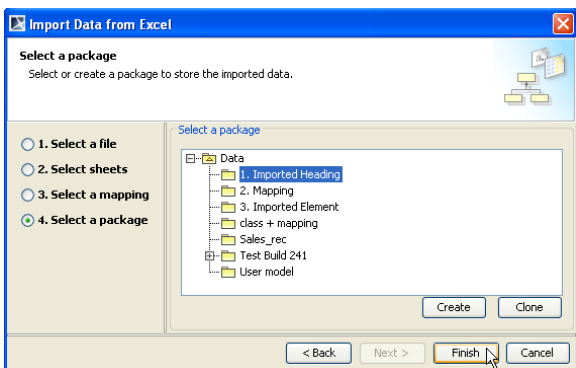 Import Data from Excel
Select a package
Select or create a package to store the imported data.
1. Select a file
2. Select sheets
3. Select a mapping
4. Select a package
Select a package
Data
1. Imported Heading
2. Mapping
3. Imported Element
class + mapping
Sales_rec
Test Build 241
User model
Create Clone
< Back Next > Finish Cancel